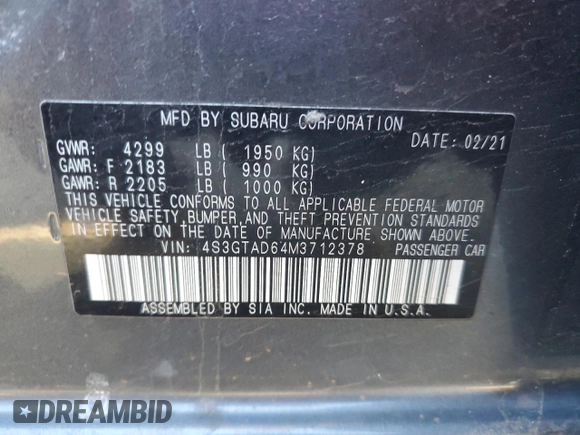 MFD BY SUBARU CORPORATION
DATE: 02/21
GVWR: 4299 LB ( 1950 KG)
GAWR: F 2183 LB ( 990 KG)
GAWR: R 2205 LB ( 1000 KG)
THIS VEHICLE CONFORMS TO ALL APPLICABLE FEDERAL MOTOR
VEHICLE SAFETY, BUMPER, AND THEFT PREVENTION STANDARDS
IN EFFECT ON THE DATE OF MANUFACTURE SHOWN ABOVE.
VIN: 4S3GTAD64M3712378 PASSENGER CAR
ASSEMBLED BY SIA INC. MADE IN U.S.A.
DREAMBID